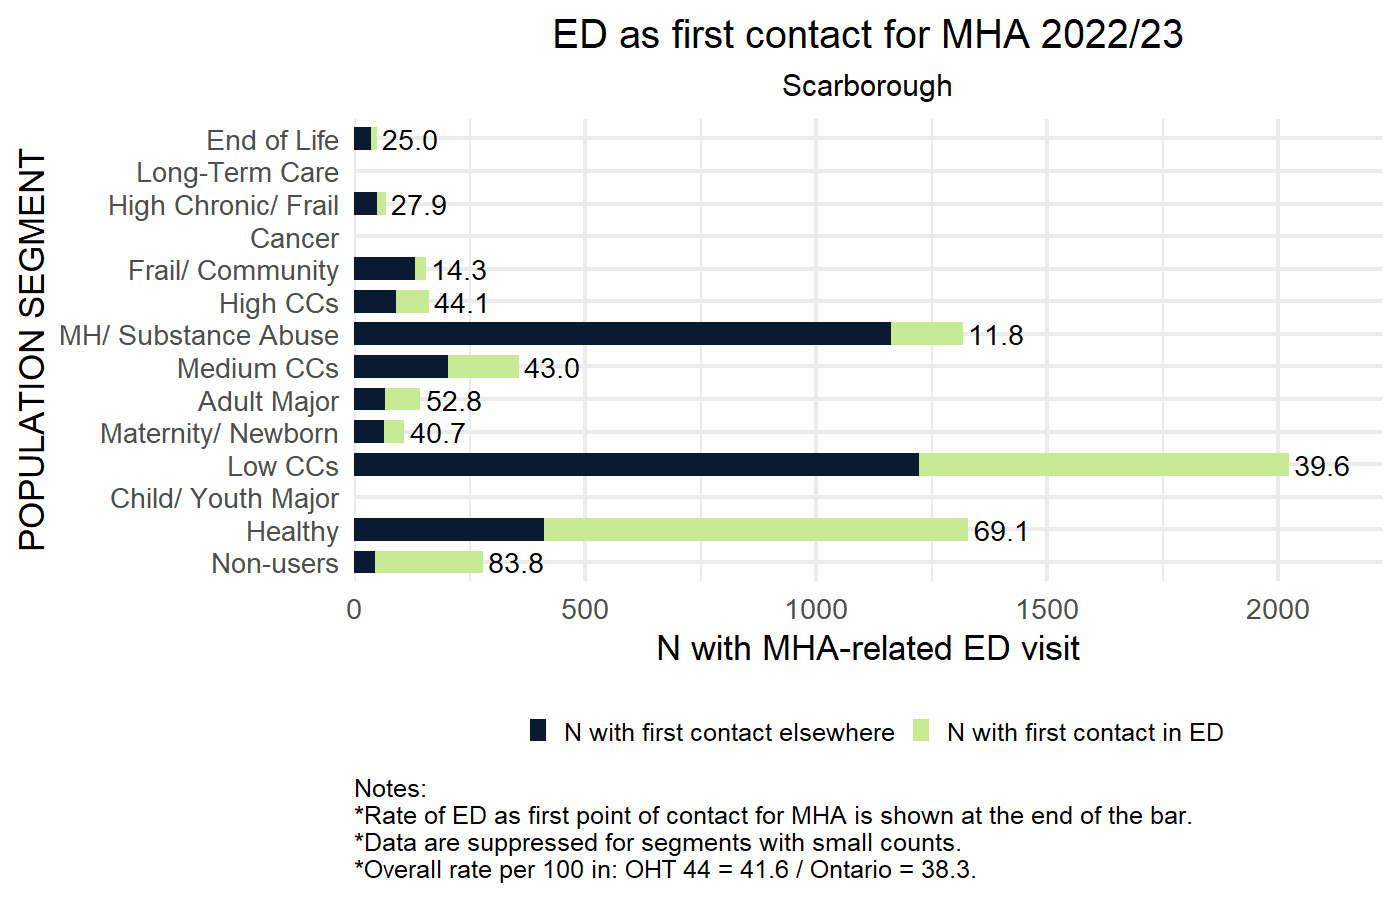 ED as first contact for MHA 2022/23
Scarborough
POPULATION SEGMENT
End of Life 25.0
Long-Term Care
High Chronic/ Frail 27.9
Cancer
Frail/ Community 14.3
High CCs 44.1
MH/ Substance Abuse 11.8
Medium CCs 43.0
Adult Major 52.8
Maternity/ Newborn 40.7
Low CCs 39.6
Child/ Youth Major
Healthy 69.1
Non-users 83.8
0 500 1000 1500 2000
N with MHA-related ED visit
N with first contact elsewhere N with first contact in ED
Notes:
*Rate of ED as first point of contact for MHA is shown at the end of the bar.
*Data are suppressed for segments with small counts.
*Overall rate per 100 in: OHT 44 = 41.6 / Ontario = 38.3.